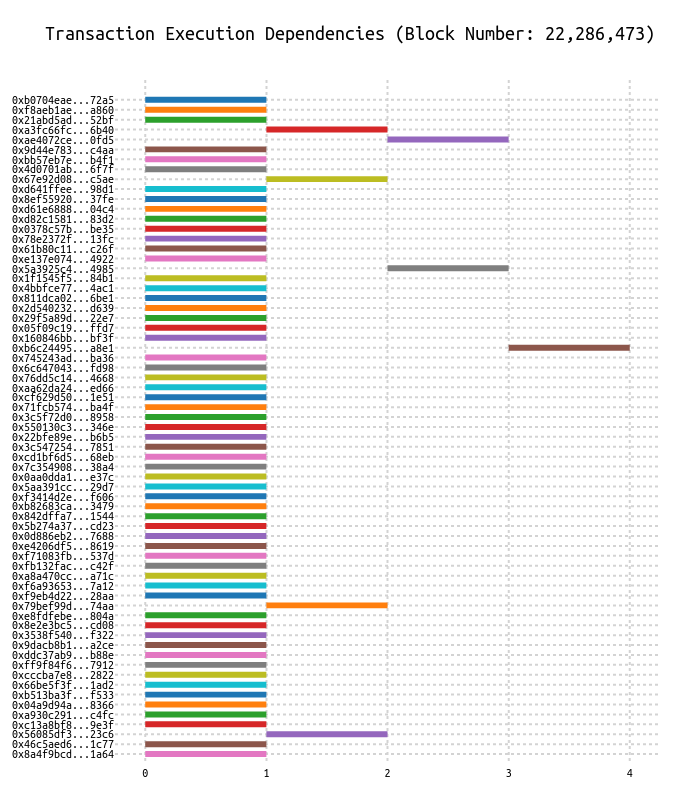 Transaction Execution Dependencies (Block Number: 22,286,473)
0xb0704eae...72a5
0xf8aeb1ae...a860
0x21abd5ad...52bf
0xa3fc66fc...6b40
0xae4072ce...0fd5
0x9d44e783...c4aa
0xbb57eb7e...b4f1
0x4d0701ab...6f7f
0x67e92d08...c5ae
0xd641ffee...98d1
0x8ef55920...37fe
0xd61e6888...04c4
0xd82c1581...83d2
0x0378c57b...be35
0x78e2372f...13fc
0x61b80c11...c26f
0xe137e074...4922
0x5a3925c4...4985
0x1f1545f5...84b1
0x4bbfce77...4ac1
0x811dca02...6be1
0x2d540232...d639
0x29f5a89d...22e7
0x05f09c19...ffd7
0x160846bb...bf3f
0xb6c24495...a8e1
0x745243ad...ba36
0x6c647043...fd98
0x76dd5c14...4668
0xaa62da24...ed66
0xcf629d50...1e51
0x71fcb574...ba4f
0x3c5f72d0...8958
0x550130c3...346e
0x22bfe89e...b6b5
0x3c547254...7851
0xcd1bf6d5...68eb
0x7c354908...38a4
0x0aa0dda1...e37c
0x5aa391cc...29d7
0xf3414d2e...f606
0xb82683ca...3479
0x842dffa7...1544
0x5b274a37...cd23
0x0d886eb2...7688
0xe4206df5...8619
0xf71083fb...537d
0xfb132fac...c42f
0xa8a470cc...a71c
0xf6a93653...7a12
0xf9eb4d22...28aa
0x79bef99d...74aa
0xe8fdfebe...804a
0x8e2e3bc5...cd08
0x3538f540...f322
0x9dacb8b1...a2ce
0xddc37ab9...b88e
0xff9f84f6...7912
0xcccba7e8...2822
0x66be5f3f...1ad2
0xb513ba3f...f533
0x04a9d94a...8366
0xa930c291...c4fc
0xc13a8bf8...9e3f
0x56085df3...23c6
0x46c5aed6...1c77
0x8a4f9bcd...1a64
0 1 2 3 4